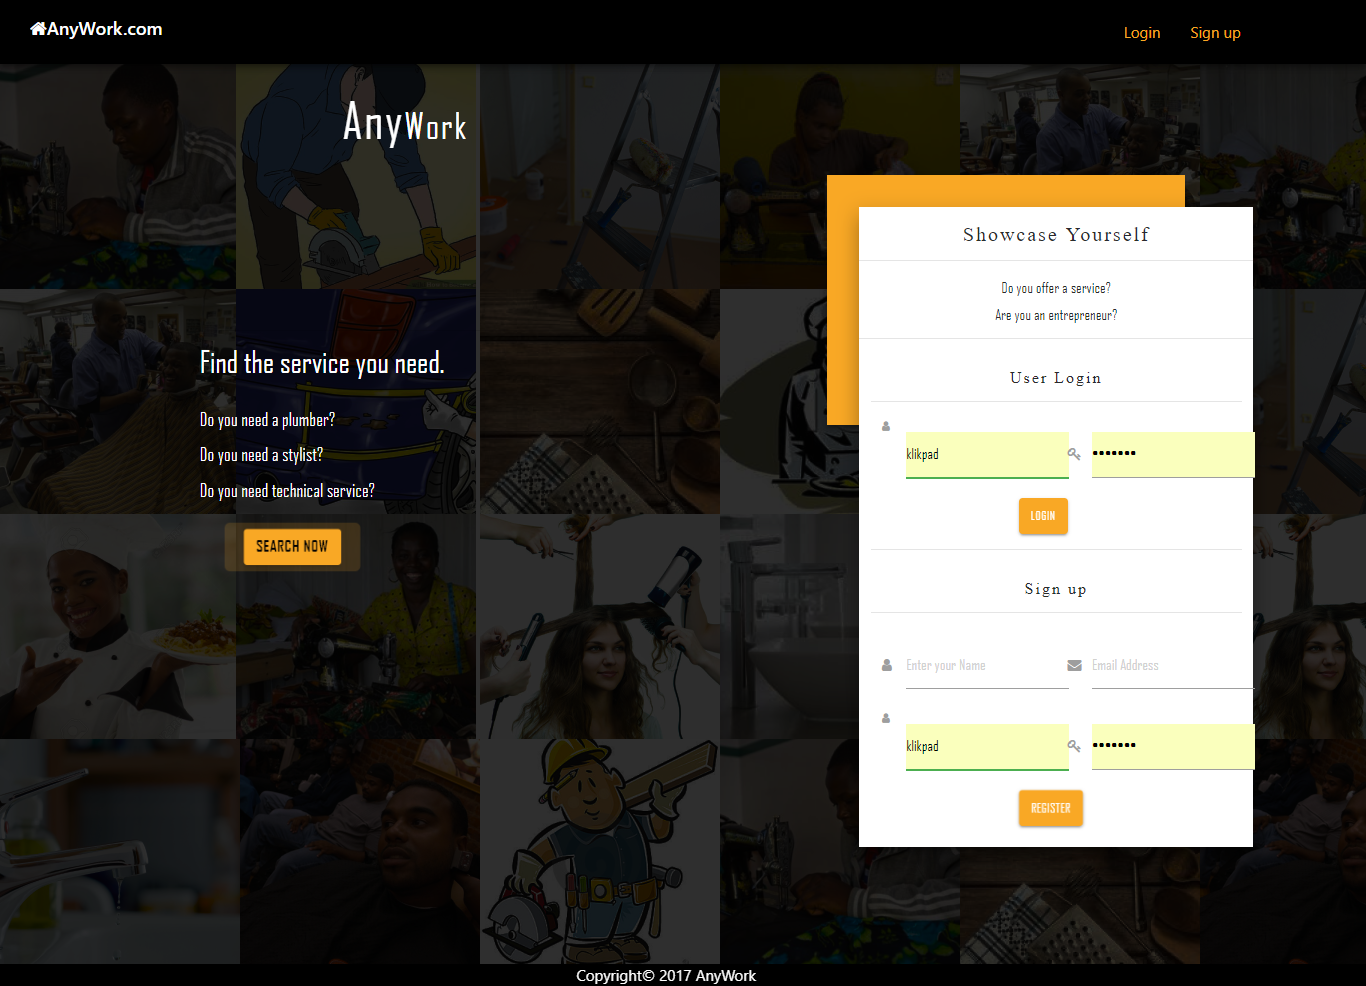 AnyWork.com
Login
Sign up
AnyWork
Find the service you need.
Do you need a plumber?
Do you need a stylist?
Do you need technical service?
SEARCH NOW
Showcase Yourself
Do you offer a service?
Are you an entrepreneur?
User Login
klikpad
•••••••
LOGIN
Sign up
Enter your Name
Email Address
klikpad
•••••••
REGISTER
Copyright© 2017 AnyWork